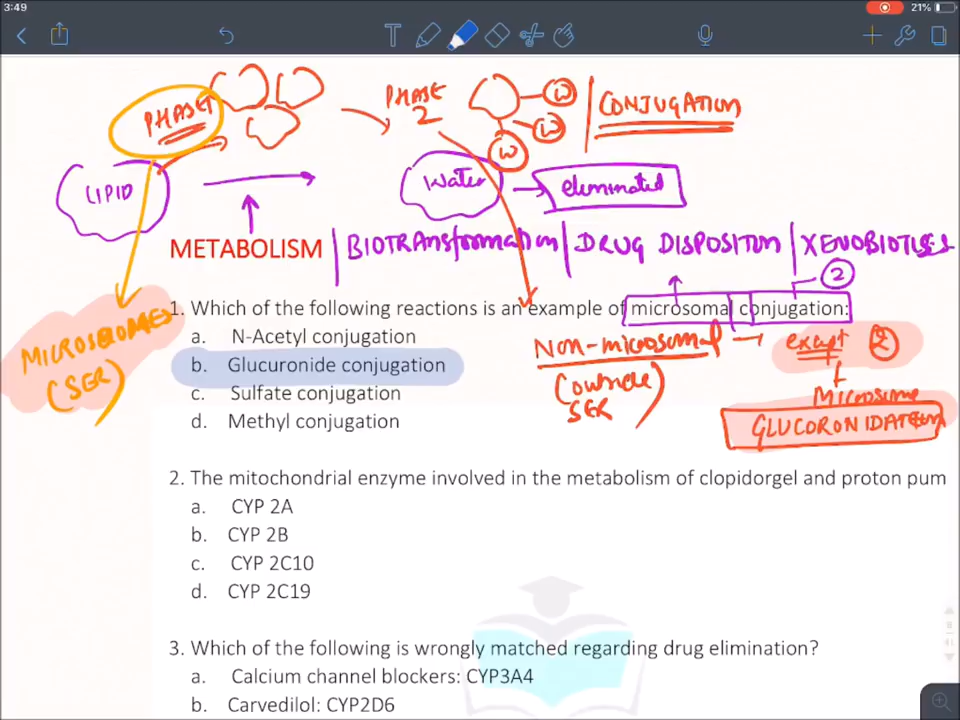 3:49
21%
PHASE 1
PHASE 2
W
W
W
CONJUGATION
LIPID
Water
eliminated
METABOLISM | BIOTRANSformation | DRUG DISPOSITION | XENOBIOTICS
2
1. Which of the following reactions is an example of microsomal conjugation:
a. N-Acetyl conjugation
b. Glucuronide conjugation
c. Sulfate conjugation
d. Methyl conjugation
MICROSOMES
(SER)
Non-microsomal
(outside
SER)
except
Microsome
GLUCORONIDATION
2. The mitochondrial enzyme involved in the metabolism of clopidorgel and proton pum
a. CYP 2A
b. CYP 2B
c. CYP 2C10
d. CYP 2C19
3. Which of the following is wrongly matched regarding drug elimination?
a. Calcium channel blockers: CYP3A4
b. Carvedilol: CYP2D6